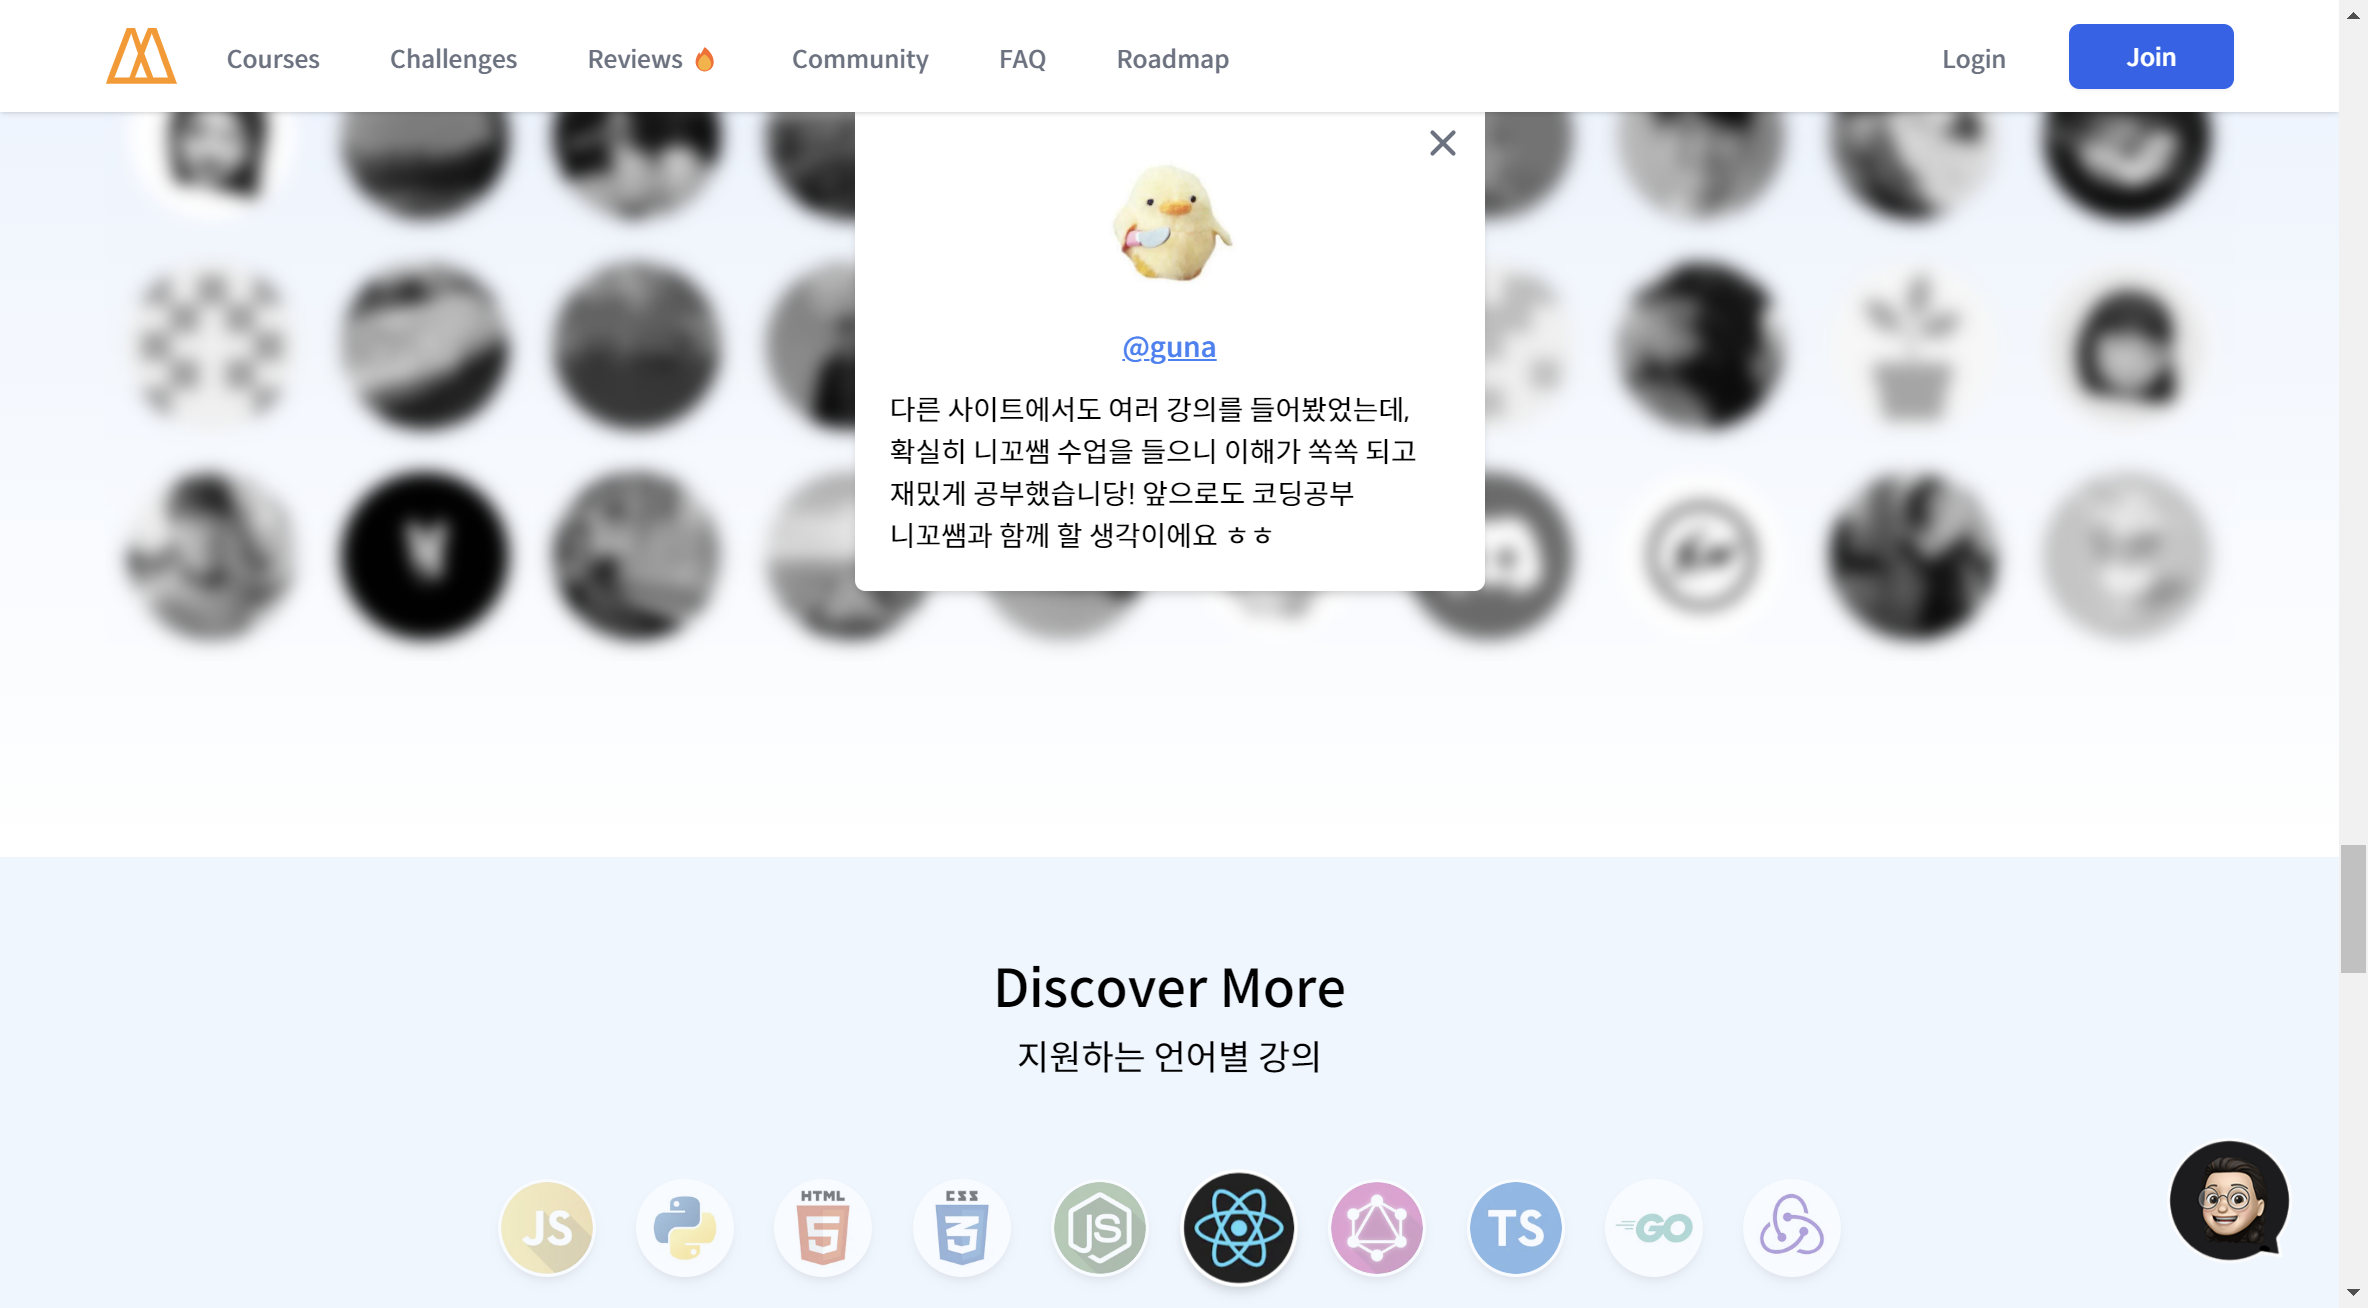 Courses
Challenges
Reviews 🔥
Community
FAQ
Roadmap
Login
Join
@guna
다른 사이트에서도 여러 강의를 들어봤었는데,
확실히 니꼬쌤 수업을 들으니 이해가 쏙쏙 되고
재밌게 공부했습니당! 앞으로도 코딩공부
니꼬쌤과 함께 할 생각이에요 ㅎㅎ
Discover More
지원하는 언어별 강의
JS
HTML
5
CSS
3
JS
TS
GO